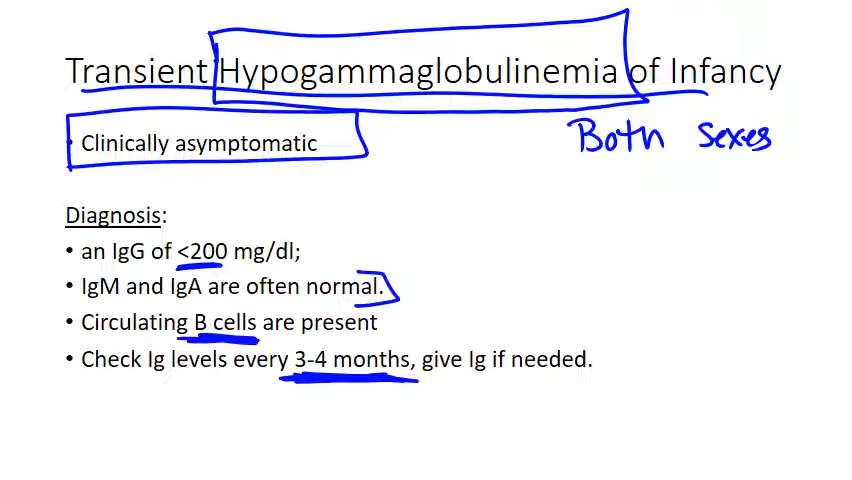 Transient Hypogammaglobulinemia of Infancy
• Clinically asymptomatic
Both sexes
Diagnosis:
• an IgG of <200 mg/dl;
• IgM and IgA are often normal.
• Circulating B cells are present
• Check Ig levels every 3-4 months, give Ig if needed.